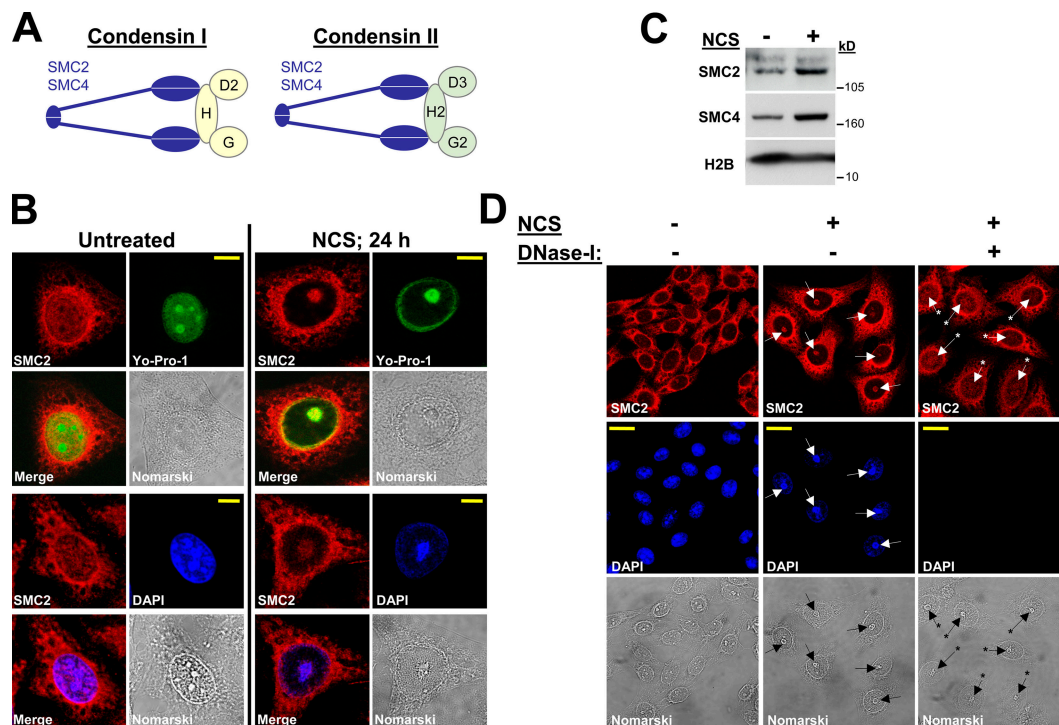 A
Condensin I
SMC2
SMC4
D2
H
G
Condensin II
SMC2
SMC4
D3
H2
G2
B
Untreated
NCS; 24 h
SMC2
Yo-Pro-1
SMC2
Yo-Pro-1
Merge
Nomarski
Merge
Nomarski
SMC2
DAPI
SMC2
DAPI
Merge
Nomarski
Merge
Nomarski
C
NCS - + kD
SMC2
105
SMC4
160
H2B
10
D
NCS - + +
DNase-I: - - +
SMC2
SMC2
SMC2
DAPI
DAPI
DAPI
Nomarski
Nomarski
Nomarski